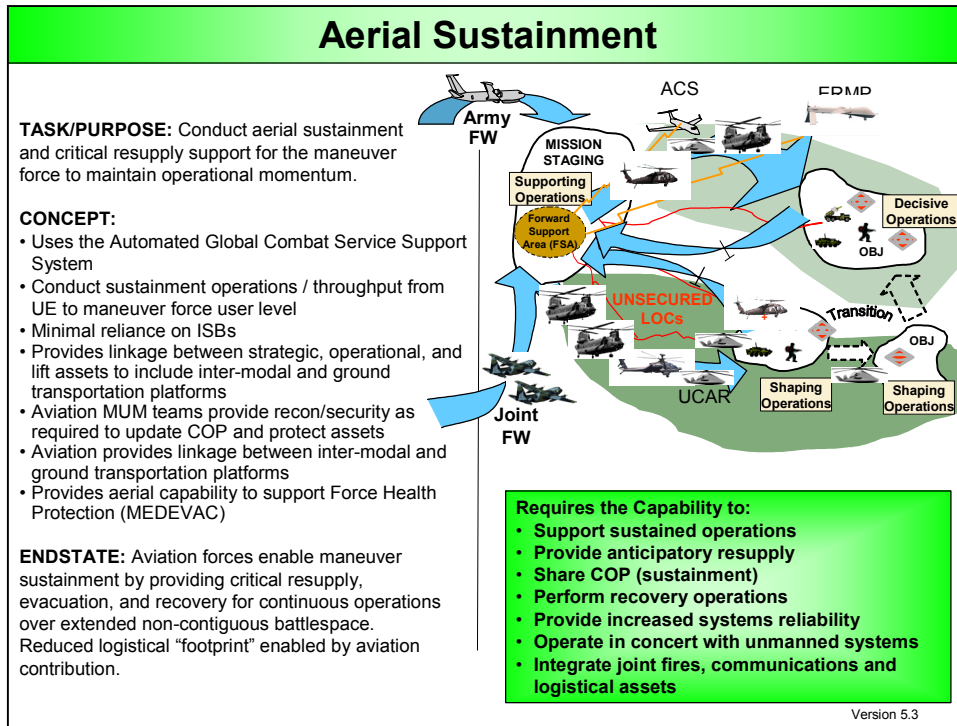 Aerial Sustainment
TASK/PURPOSE: Conduct aerial sustainment
and critical resupply support for the maneuver
force to maintain operational momentum.
CONCEPT:
• Uses the Automated Global Combat Service Support
System
• Conduct sustainment operations / throughput from
UE to maneuver force user level
• Minimal reliance on ISBs
• Provides linkage between strategic, operational, and
lift assets to include inter-modal and ground
transportation platforms
• Aviation MUM teams provide recon/security as
required to update COP and protect assets
• Aviation provides linkage between inter-modal and
ground transportation platforms
• Provides aerial capability to support Force Health
Protection (MEDEVAC)
ENDSTATE: Aviation forces enable maneuver
sustainment by providing critical resupply,
evacuation, and recovery for continuous operations
over extended non-contiguous battlespace.
Reduced logistical “footprint” enabled by aviation
contribution.
Army
FW
ACS
MISSION
STAGING
Supporting
Operations
Forward
Support
Area (FSA)
Decisive
Operations
OBJ
UNSECURED
LOCs
Transition
OBJ
UCAR
Shaping
Operations
Shaping
Operations
Joint
FW
Requires the Capability to:
• Support sustained operations
• Provide anticipatory resupply
• Share COP (sustainment)
• Perform recovery operations
• Provide increased systems reliability
• Operate in concert with unmanned systems
• Integrate joint fires, communications and
logistical assets
Version 5.3